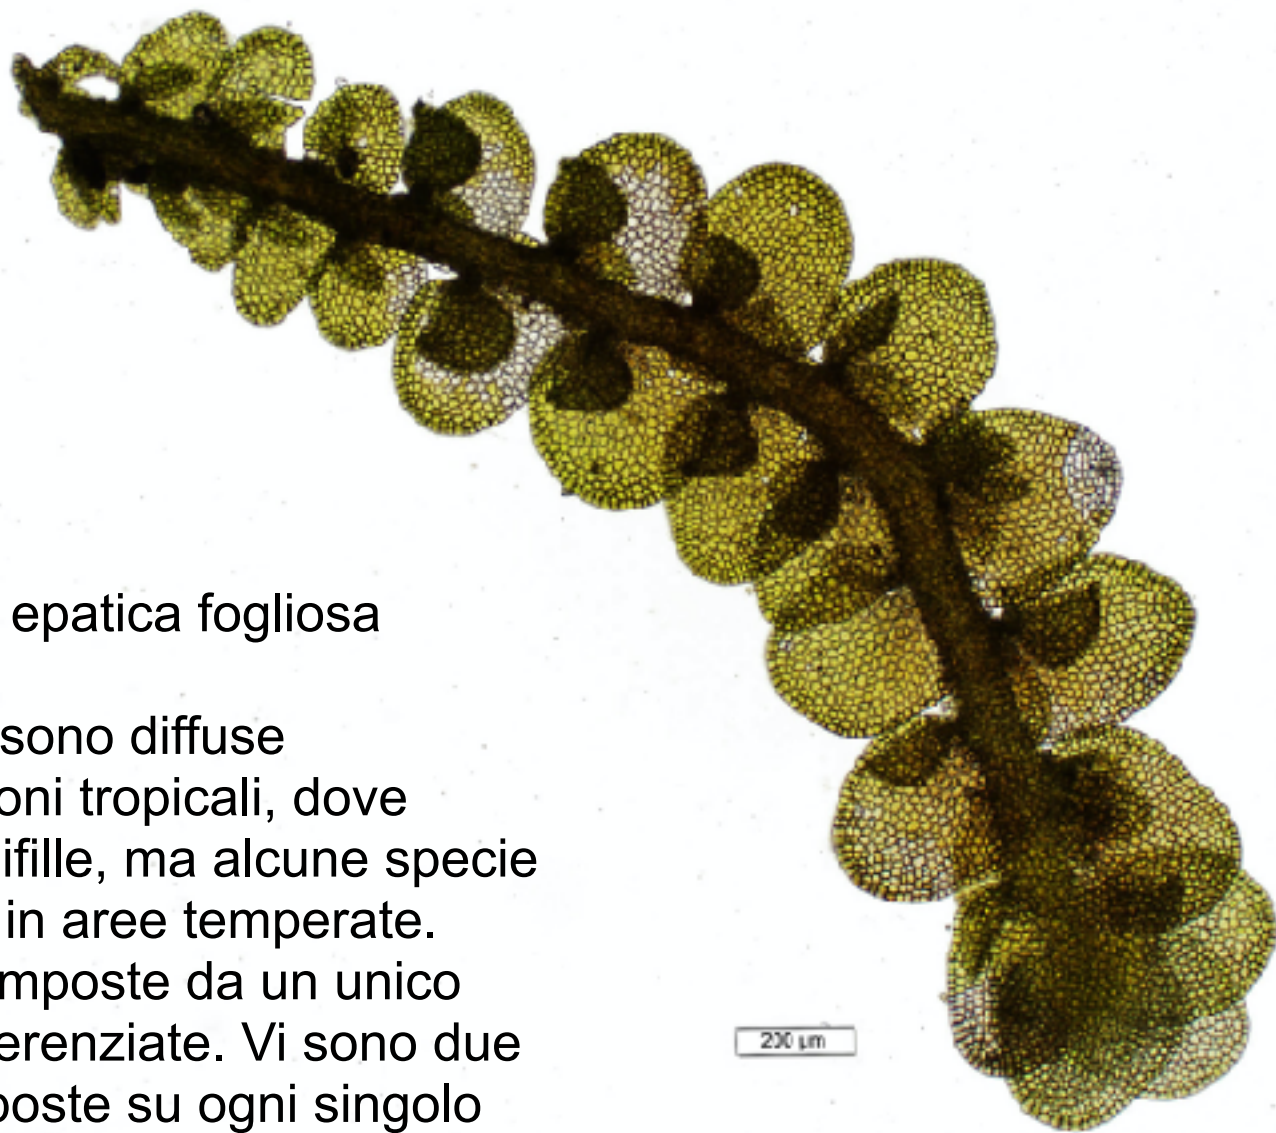 epatica fogliosa
sono diffuse
oni tropicali, dove
ifille, ma alcune specie
in aree temperate.
mposte da un unico
erenziate. Vi sono due
poste su ogni singolo
200 µm